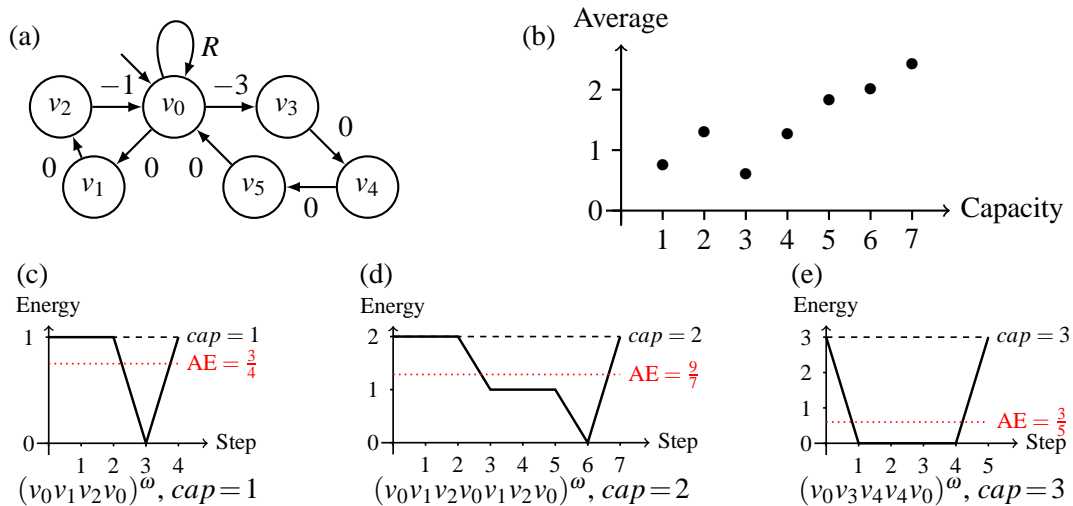 (a)
R
−1
−3
v2
v0
v3
0
0
0
0
0
v1
v5
v4
(b)
Average
2
1
0
Capacity
1 2 3 4 5 6 7
(c)
Energy
1
cap = 1
AE = 3/4
0
Step
1 2 3 4
(v0v1v2v0)^ω, cap=1
(d)
Energy
2
cap = 2
AE = 9/7
1
0
Step
1 2 3 4 5 6 7
(v0v1v2v0v1v2v0)^ω, cap=2
(e)
Energy
3
cap = 3
2
1
AE = 3/5
0
Step
1 2 3 4 5
(v0v3v4v4v0)^ω, cap=3